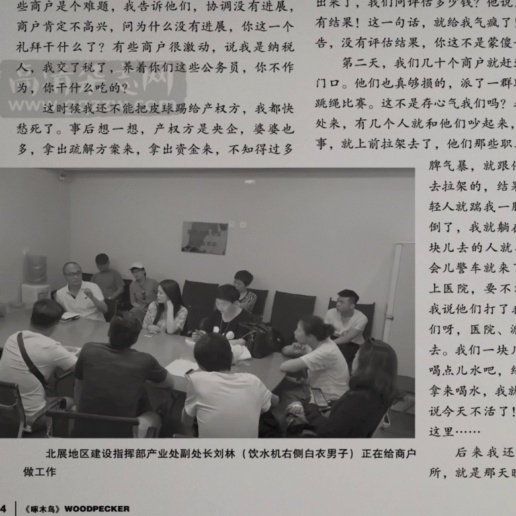 些商户是个难题，我告诉他们，协调没有进展，
商户肯定不高兴，问为什么没有进展，你这一个
礼拜干什么了？有些商户很激动，说我是纳税
人，我交了税了，养着你们这些公务员，你不作
为，你干什么吃的？
这时候我还不能把皮球踢给产权方，我都快
愁死了。事后想一想，产权方是央企，婆婆也
多，拿出疏解方案来，拿出资金来，不知得过多
出来了，我们问评估多少钱？他说
有结果！这一句话，就给我气疯了
告，没有评估结果，你这不是蒙傻
第二天，我们几十个商户就赶
门口。他们也真够损的，派了一群
跳绳比赛。这不是存心气我们吗？
处来，有几个人就和他们吵起来，
事，就上前拉架去了，他们那些职
脾气暴，就跟
去拉架的，结果
轻人就踹我一
倒了，我就躺在
块儿去的人就
会儿警车就来了
上医院，要不
我说他们打了
们呀，医院、派
去。我们一块
喝点儿水吧，
拿来喝水，我就
说今天不活了！
这里……
后来我还
所，就是那天
北展地区建设指挥部产业处副处长刘林（饮水机右侧白衣男子）正在给商户
做工作
4 《啄木鸟》WOODPECKER